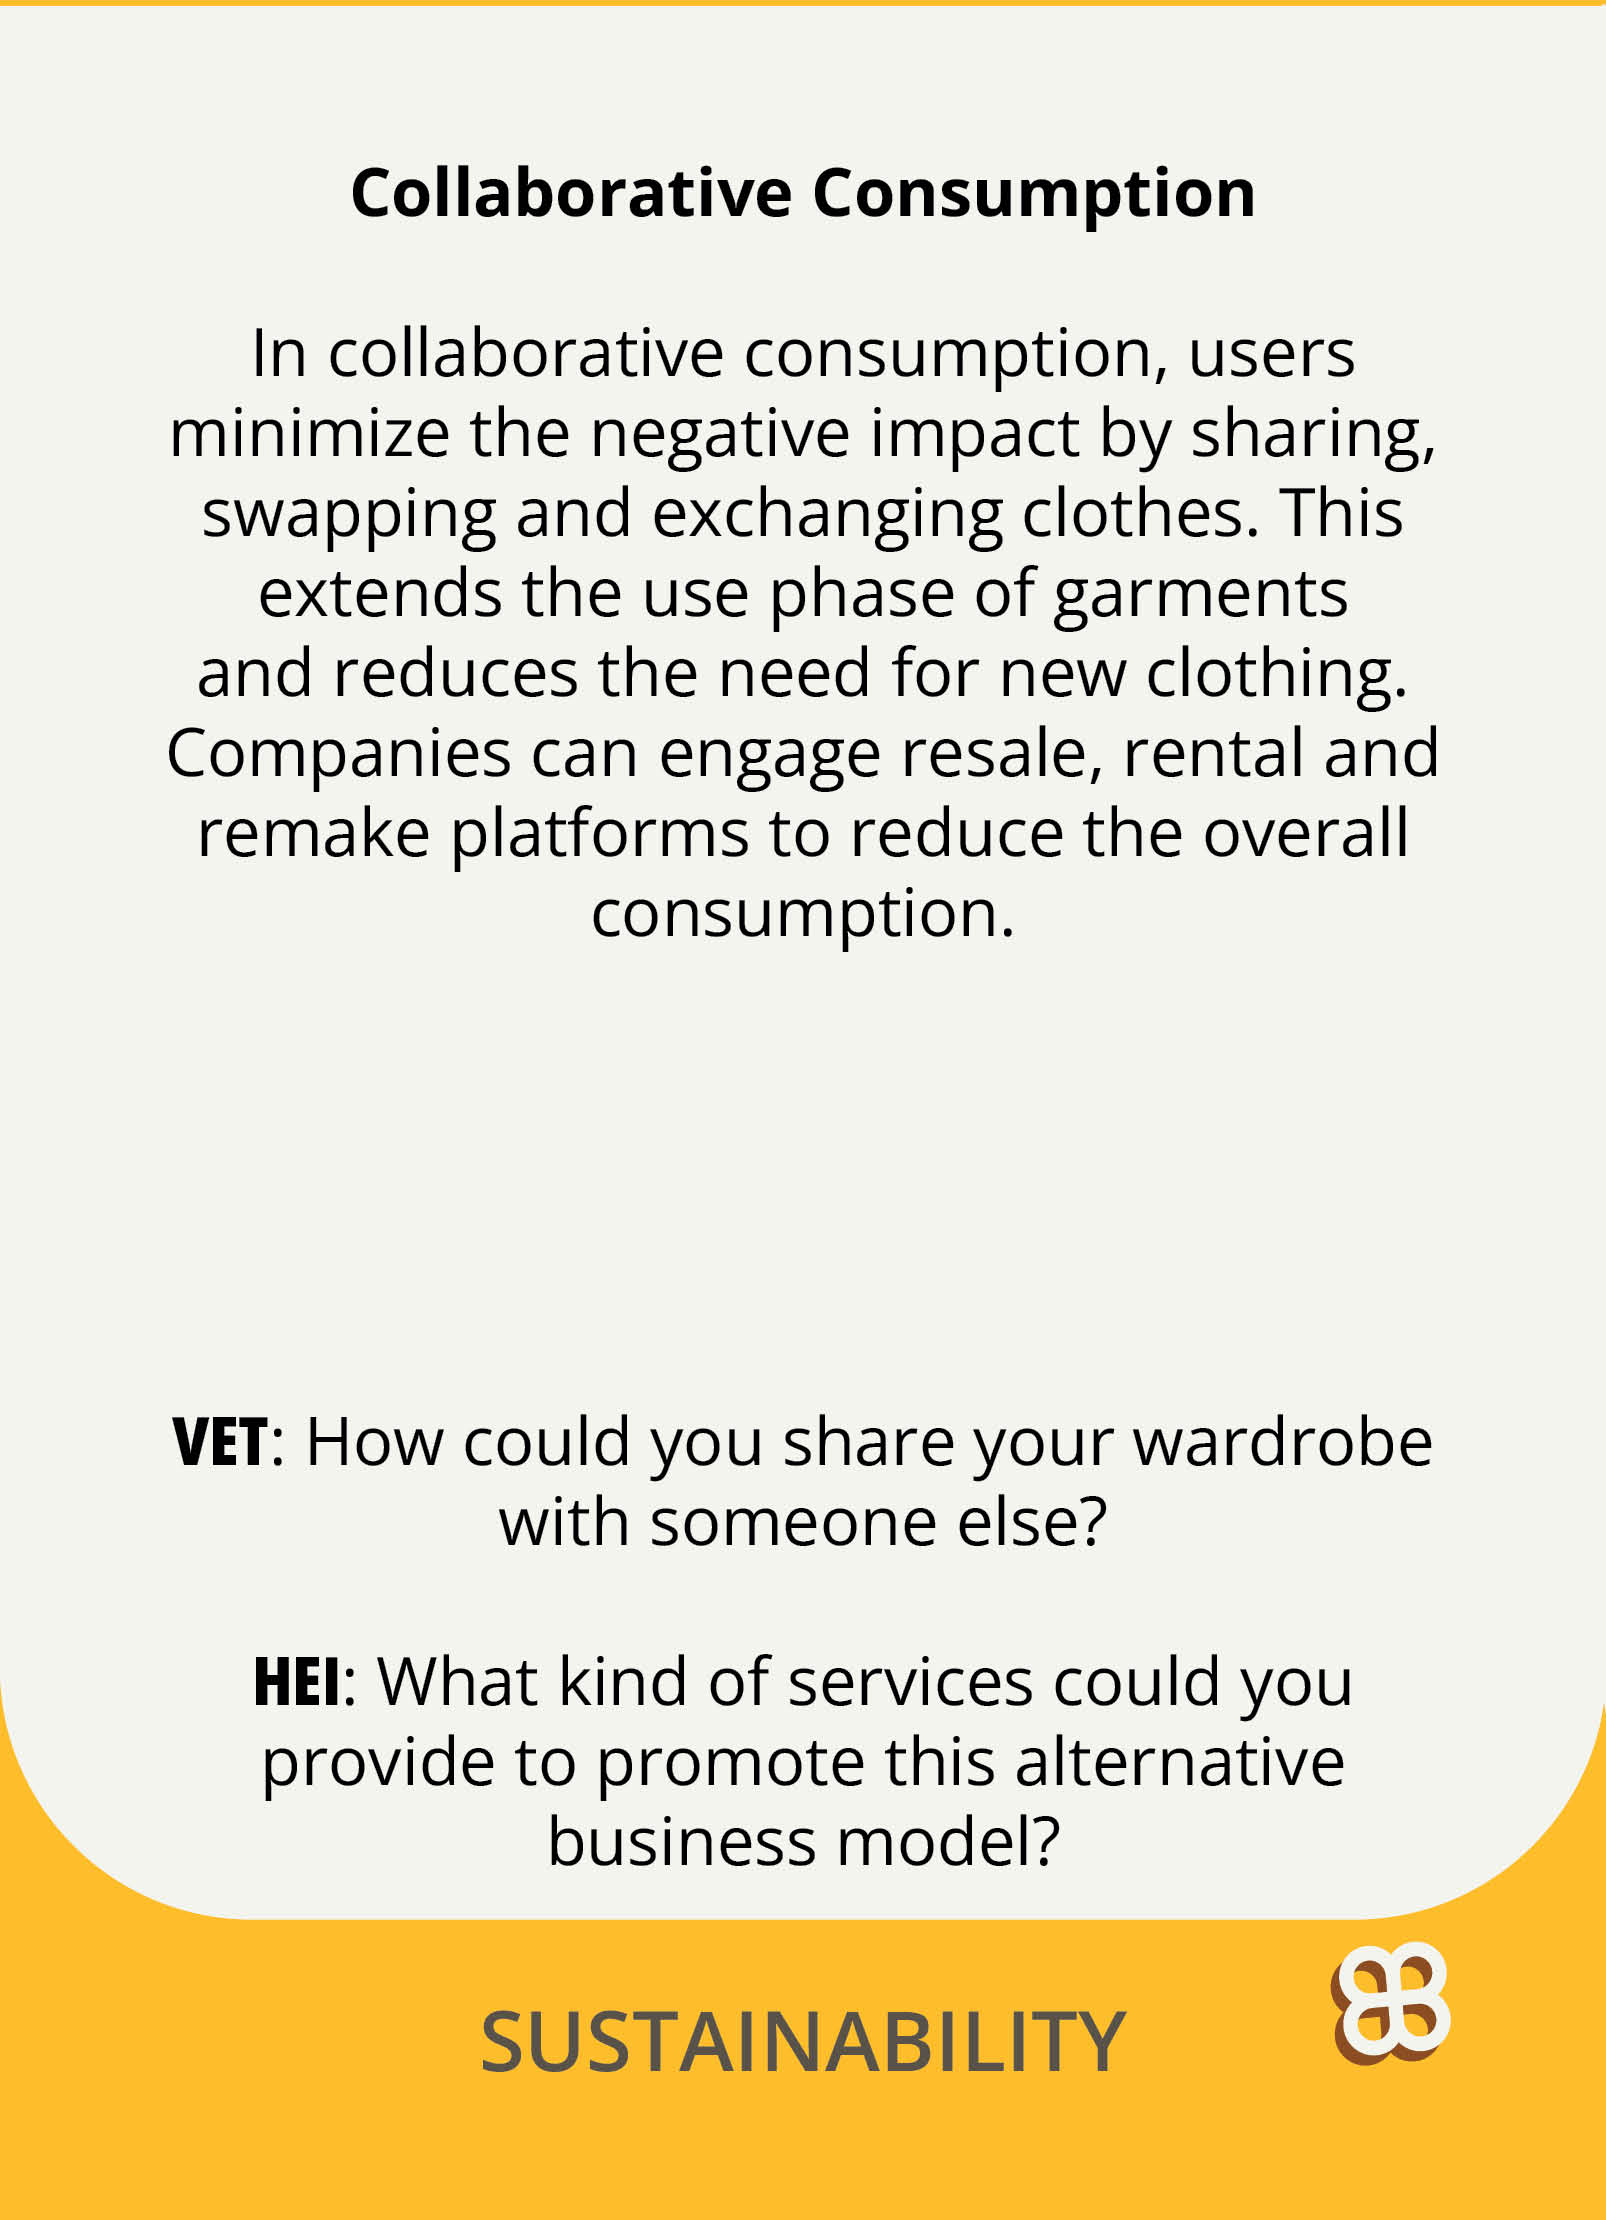 Collaborative Consumption
In collaborative consumption, users
minimize the negative impact by sharing,
swapping and exchanging clothes. This
extends the use phase of garments
and reduces the need for new clothing.
Companies can engage resale, rental and
remake platforms to reduce the overall
consumption.
VET: How could you share your wardrobe
with someone else?
HEI: What kind of services could you
provide to promote this alternative
business model?
SUSTAINABILITY